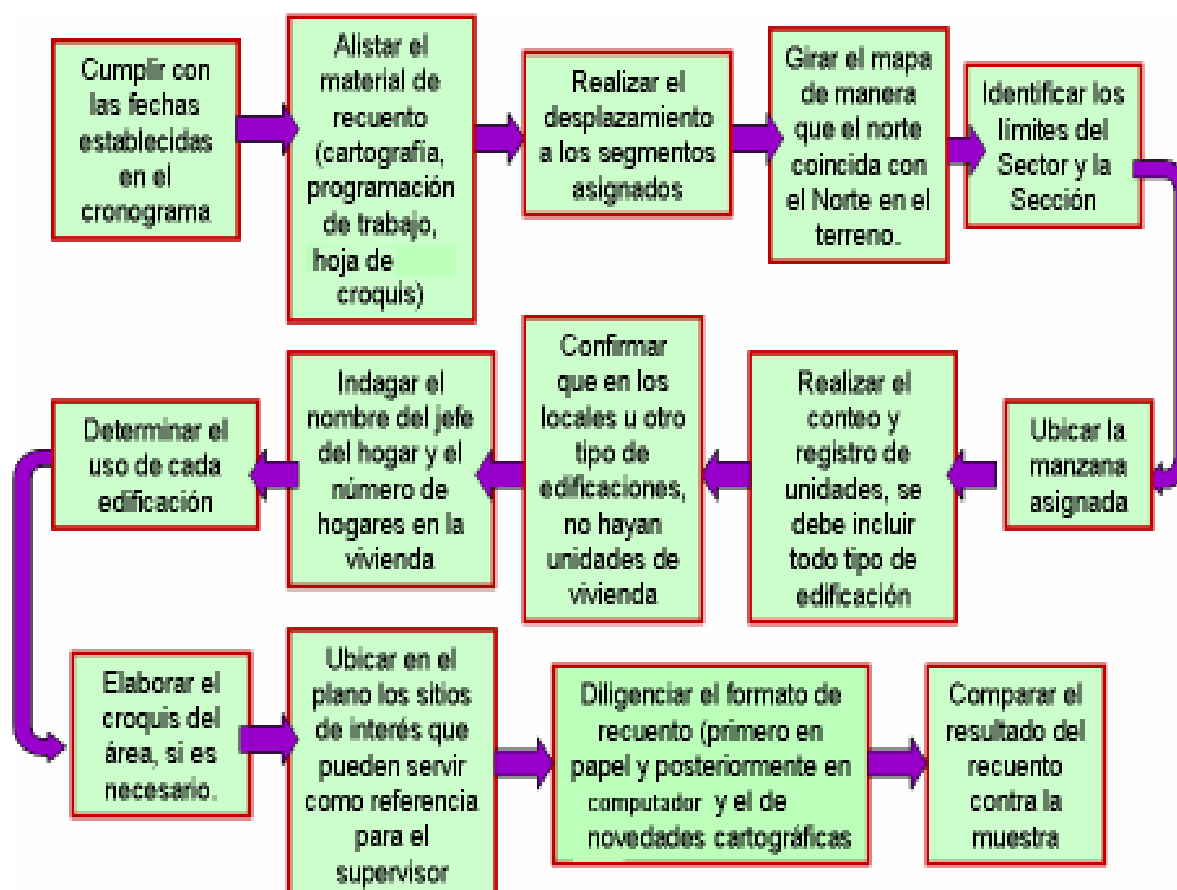 Cumplir con
las fechas
establecidas
en el
cronograma
Alistar el
material de
recuento
(cartografía,
programación
de trabajo,
hoja de
croquis)
Realizar el
desplazamiento
a los segmentos
asignados
Girar el mapa
de manera
que el norte
coincida con
el Norte en el
terreno.
Identificar los
límites del
Sector y la
Sección
Ubicar la
manzana
asignada
Realizar el
conteo y
registro de
unidades, se
debe incluir
todo tipo de
edificación
Confirmar
que en los
locales u otro
tipo de
edificaciones,
no hayan
unidades de
vivienda
Indagar el
nombre del jefe
del hogar y el
número de
hogares en la
vivienda
Determinar el
uso de cada
edificación
Elaborar el
croquis del
área, si es
necesario.
Ubicar en el
plano los sitios
de interés que
pueden servir
como referencia
para el
supervisor
Diligenciar el formato de
recuento (primero en
papel y posteriormente en
computador y el de
novedades cartográficas
Comparar el
resultado del
recuento
contra la
muestra